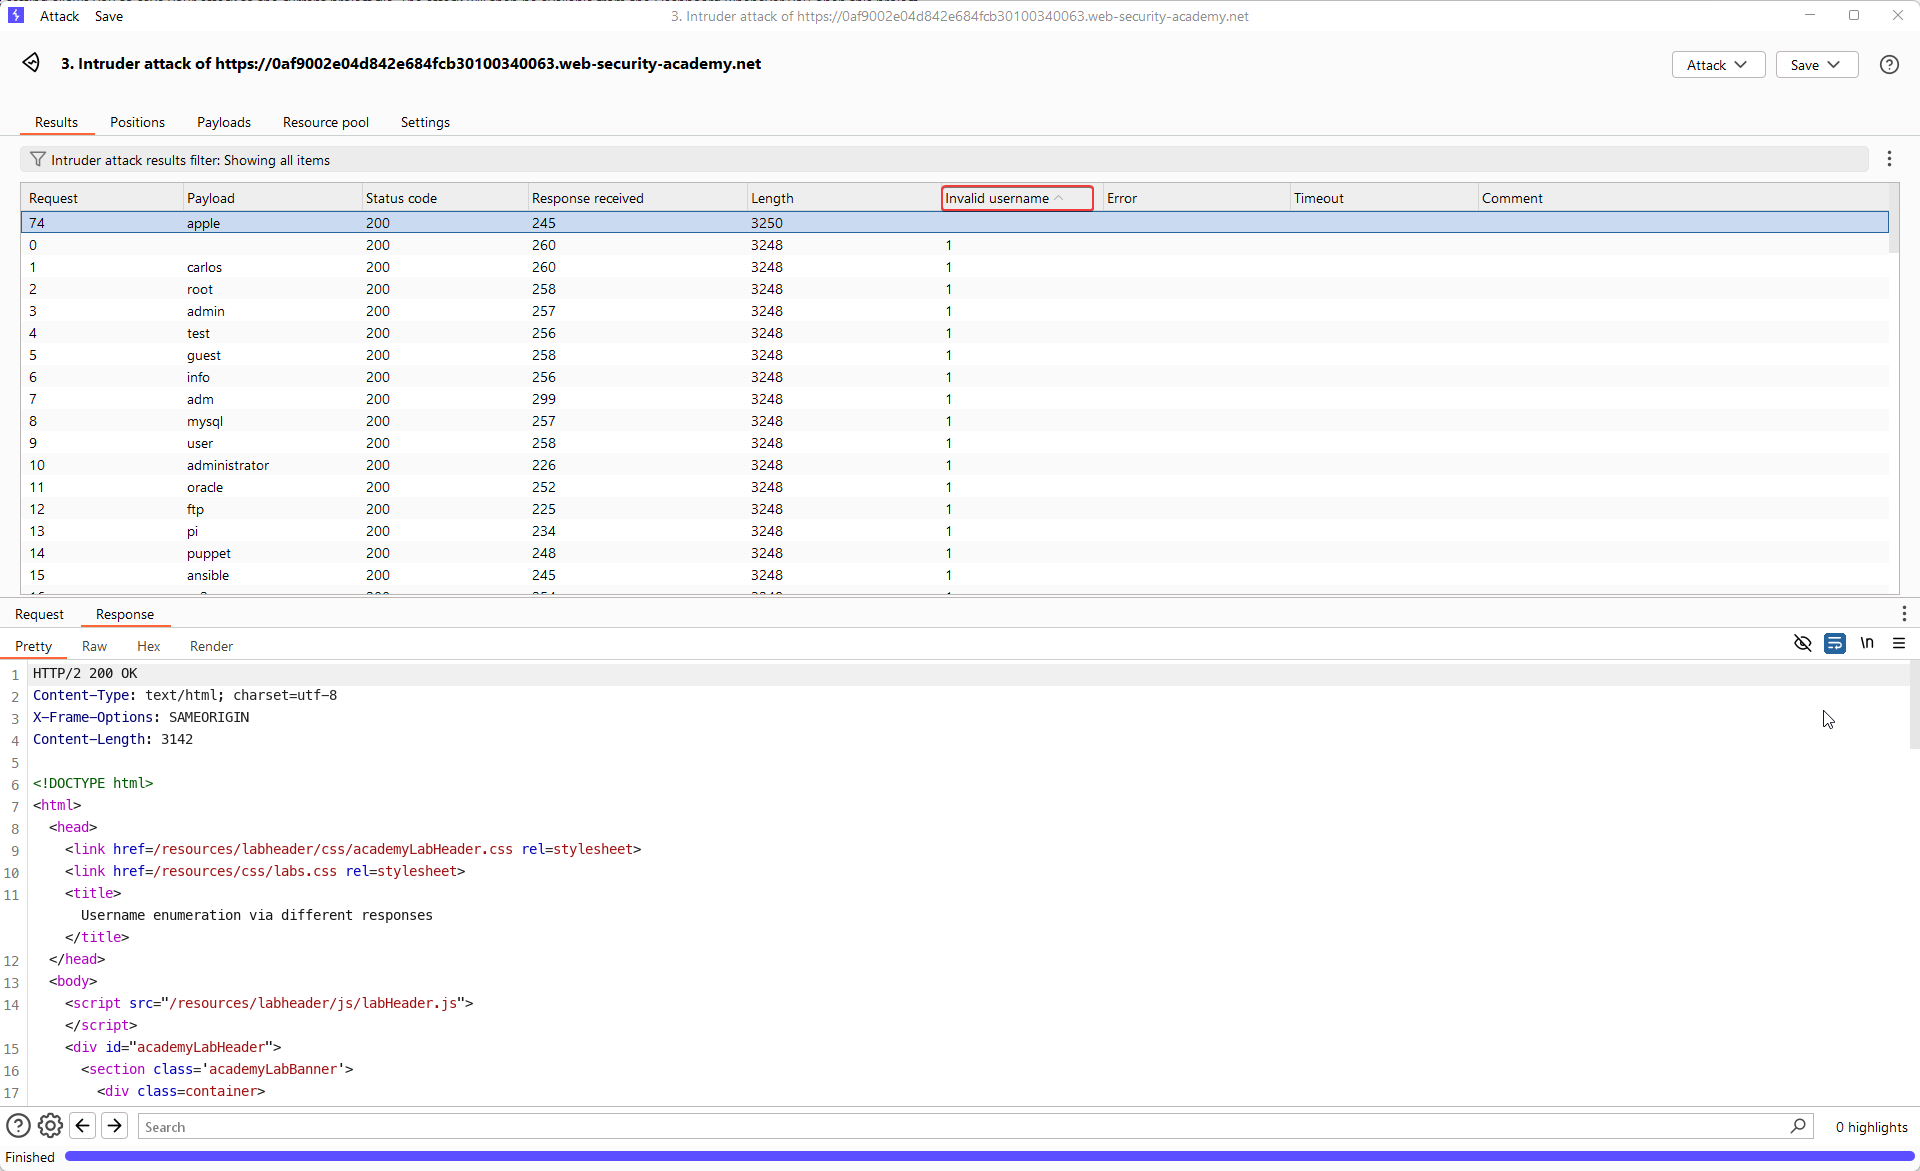 Attack Save 3. Intruder attack of https://0af9002e04d842e684fcb30100340063.web-security-academy.net
3. Intruder attack of https://0af9002e04d842e684fcb30100340063.web-security-academy.net Attack Save ?
Results Positions Payloads Resource pool Settings
Intruder attack results filter: Showing all items
Request Payload Status code Response received Length Invalid username Error Timeout Comment
74 apple 200 245 3250
0 200 260 3248 1
1 carlos 200 260 3248 1
2 root 200 258 3248 1
3 admin 200 257 3248 1
4 test 200 256 3248 1
5 guest 200 258 3248 1
6 info 200 256 3248 1
7 adm 200 299 3248 1
8 mysql 200 257 3248 1
9 user 200 258 3248 1
10 administrator 200 226 3248 1
11 oracle 200 252 3248 1
12 ftp 200 225 3248 1
13 pi 200 234 3248 1
14 puppet 200 248 3248 1
15 ansible 200 245 3248 1
Request Response
Pretty Raw Hex Render \n
1 HTTP/2 200 OK
2 Content-Type: text/html; charset=utf-8
3 X-Frame-Options: SAMEORIGIN
4 Content-Length: 3142
5
6 <!DOCTYPE html>
7 <html>
8 <head>
9 <link href=/resources/labheader/css/academyLabHeader.css rel=stylesheet>
10 <link href=/resources/css/labs.css rel=stylesheet>
11 <title>
Username enumeration via different responses
</title>
12 </head>
13 <body>
14 <script src="/resources/labheader/js/labHeader.js">
</script>
15 <div id="academyLabHeader">
16 <section class='academyLabBanner'>
17 <div class=container>
? Search 0 highlights
Finished